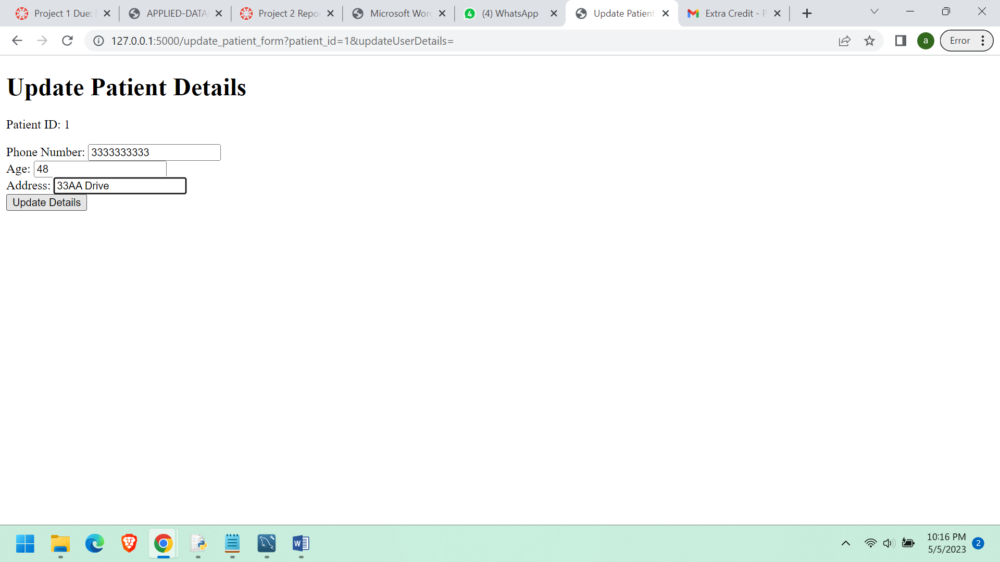 Project 1 Due:
APPLIED-DATA
Project 2 Repo
Microsoft Word
4
(4) WhatsApp
Update Patient
Extra Credit - P
127.0.0.1:5000/update_patient_form?patient_id=1&updateUserDetails=
a
Error
Update Patient Details
Patient ID: 1
Phone Number: 3333333333
Age: 48
Address: 33AA Drive
Update Details
W
10:16 PM
5/5/2023
2